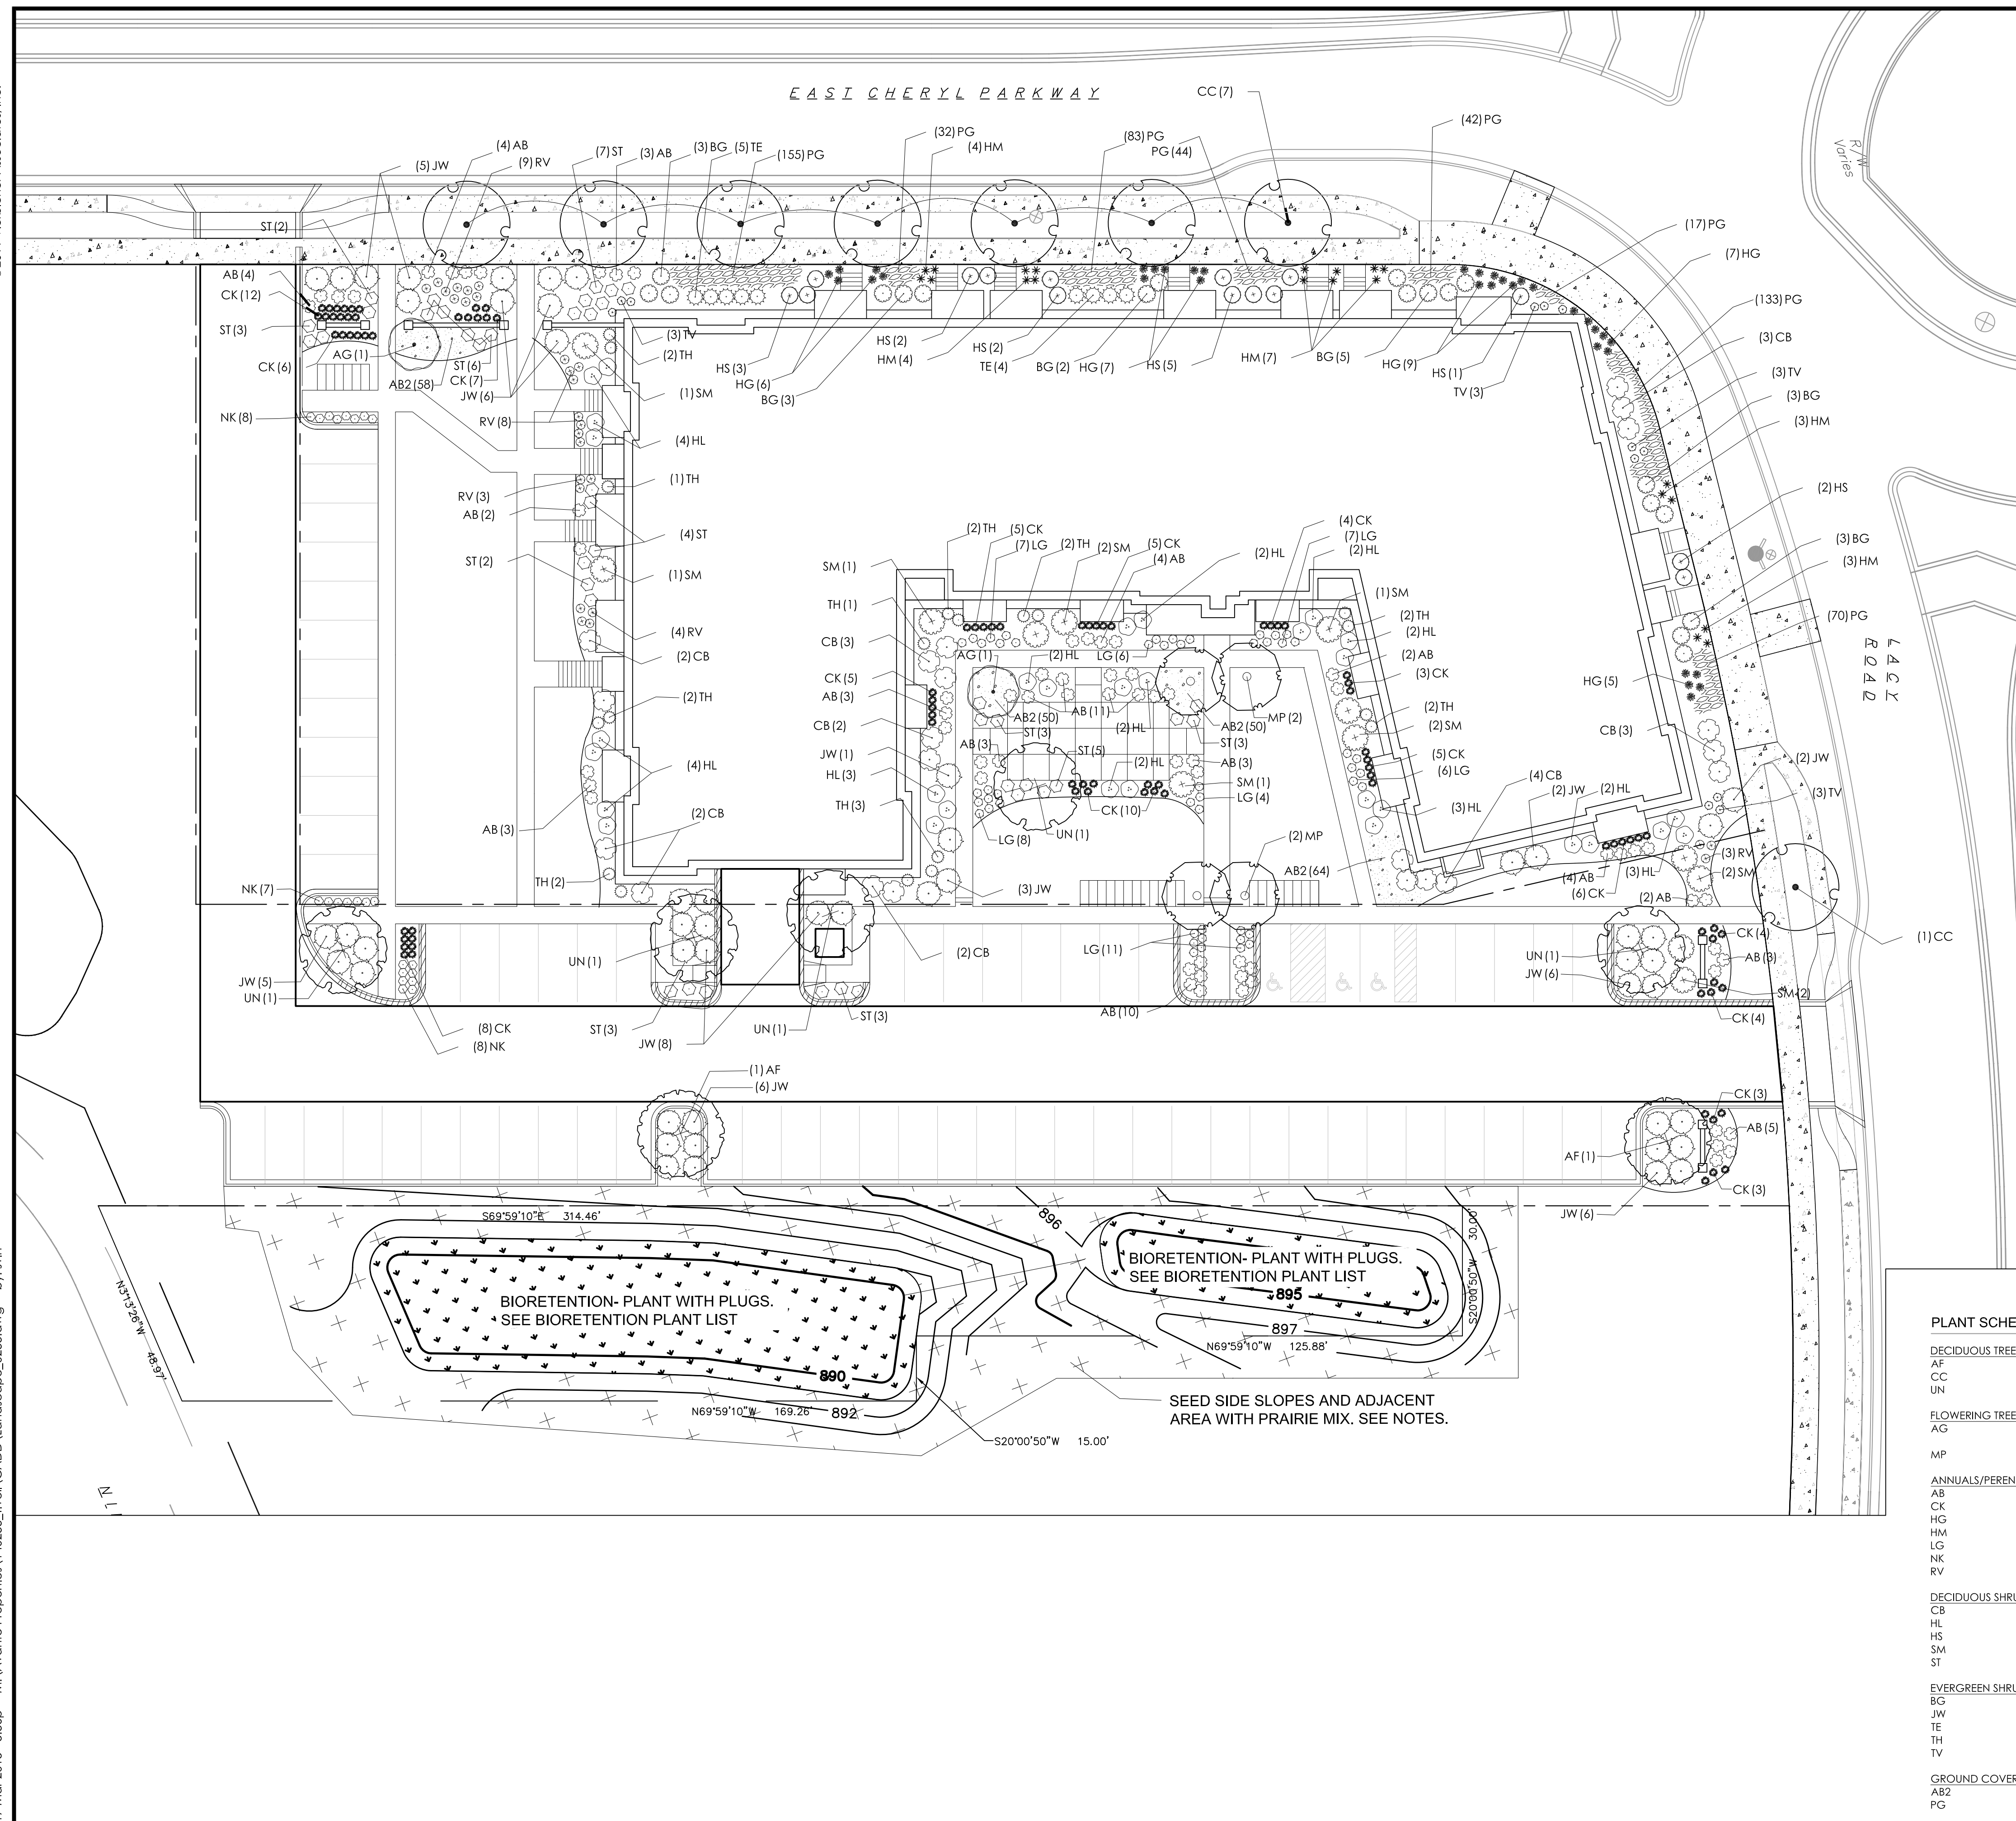 EAST CHERYL PARKWAY
CC (7)
(42) PG
(32) PG
(4) HM
(83) PG
PG (44)
(4) AB
(9) RV
(5) JW
(7) ST
(3) AB
(3) BG
(5) TE
(155) PG
R/W
Varies
ST (2)
(17) PG
(7) HG
AB (4)
CK (12)
(133) PG
ST (3)
(3) CB
AG (1)
CK (6)
ST (6)
CK (7)
AB2 (58)
JW (6)
(3) TV
(2) TH
HS (3)
HG (6)
BG (3)
HS (2)
HM (4)
HS (2)
TE (4)
BG (2)
HG (7)
HS (5)
HM (7)
BG (5)
HG (9)
HS (1)
TV (3)
(3) TV
(3) BG
(1) SM
NK (8)
RV (8)
(3) HM
(4) HL
(1) TH
RV (3)
AB (2)
(2) HS
(4) ST
ST (2)
(1) SM
(2) TH
(5) CK
(7) LG
(2) TH
(2) SM
(5) CK
(4) AB
(2) HL
(4) CK
(7) LG
(2) HL
(3) BG
(3) HM
SM (1)
(1) SM
TH (1)
(2) TH
(70) PG
(4) RV
(2) HL
CB (3)
(2) CB
AG (1)
(2) HL
LG (6)
(2) AB
LACY
ROAD
CK (5)
(3) CK
HG (5)
AB (3)
(2) TH
AB2 (50)
AB (11)
(2) HL
AB2 (50)
MP (2)
(2) TH
CB (2)
ST (3)
(2) SM
CB (3)
AB (3)
ST (5)
ST (3)
JW (1)
(5) CK
(2) JW
(4) HL
HL (3)
(2) HL
AB (3)
(6) LG
(4) CB
(2) JW
(2) HL
SM (1)
LG (4)
(3) TV
TH (3)
CK (10)
(3) HL
(2) CB
AB (3)
LG (8)
UN (1)
(2) MP
(3) RV
AB2 (64)
(4) AB
(6) CK
(3) HL
(2) SM
TH (2)
NK (7)
(3) JW
(2) AB
CK (4)
(1) CC
LG (11)
(2) CB
UN (1)
UN (1)
AB (3)
JW (6)
JW (5)
UN (1)
SM (2)
AB (10)
ST (3)
CK (4)
(8) CK
ST (3)
UN (1)
JW (8)
(8) NK
(1) AF
(6) JW
CK (3)
AB (5)
AF (1)
CK (3)
JW (6)
896
S69°59'10"E 314.46'
30.00'
S20°00'50"W
BIORETENTION- PLANT WITH PLUGS.
SEE BIORETENTION PLANT LIST
895
BIORETENTION- PLANT WITH PLUGS.
SEE BIORETENTION PLANT LIST
897
N69°59'10"W 125.88'
N3°13'26"W 48.97'
890
SEED SIDE SLOPES AND ADJACENT
AREA WITH PRAIRIE MIX. SEE NOTES.
N69°59'10"W 169.26'
892
S20°00'50"W 15.00'
PLANT SCHE
DECIDUOUS TREE
AF
CC
UN
FLOWERING TREE
AG
MP
ANNUALS/PEREN
AB
CK
HG
HM
LG
NK
RV
DECIDUOUS SHRU
CB
HL
HS
SM
ST
EVERGREEN SHRU
BG
JW
TE
TH
TV
GROUND COVER
AB2
PG